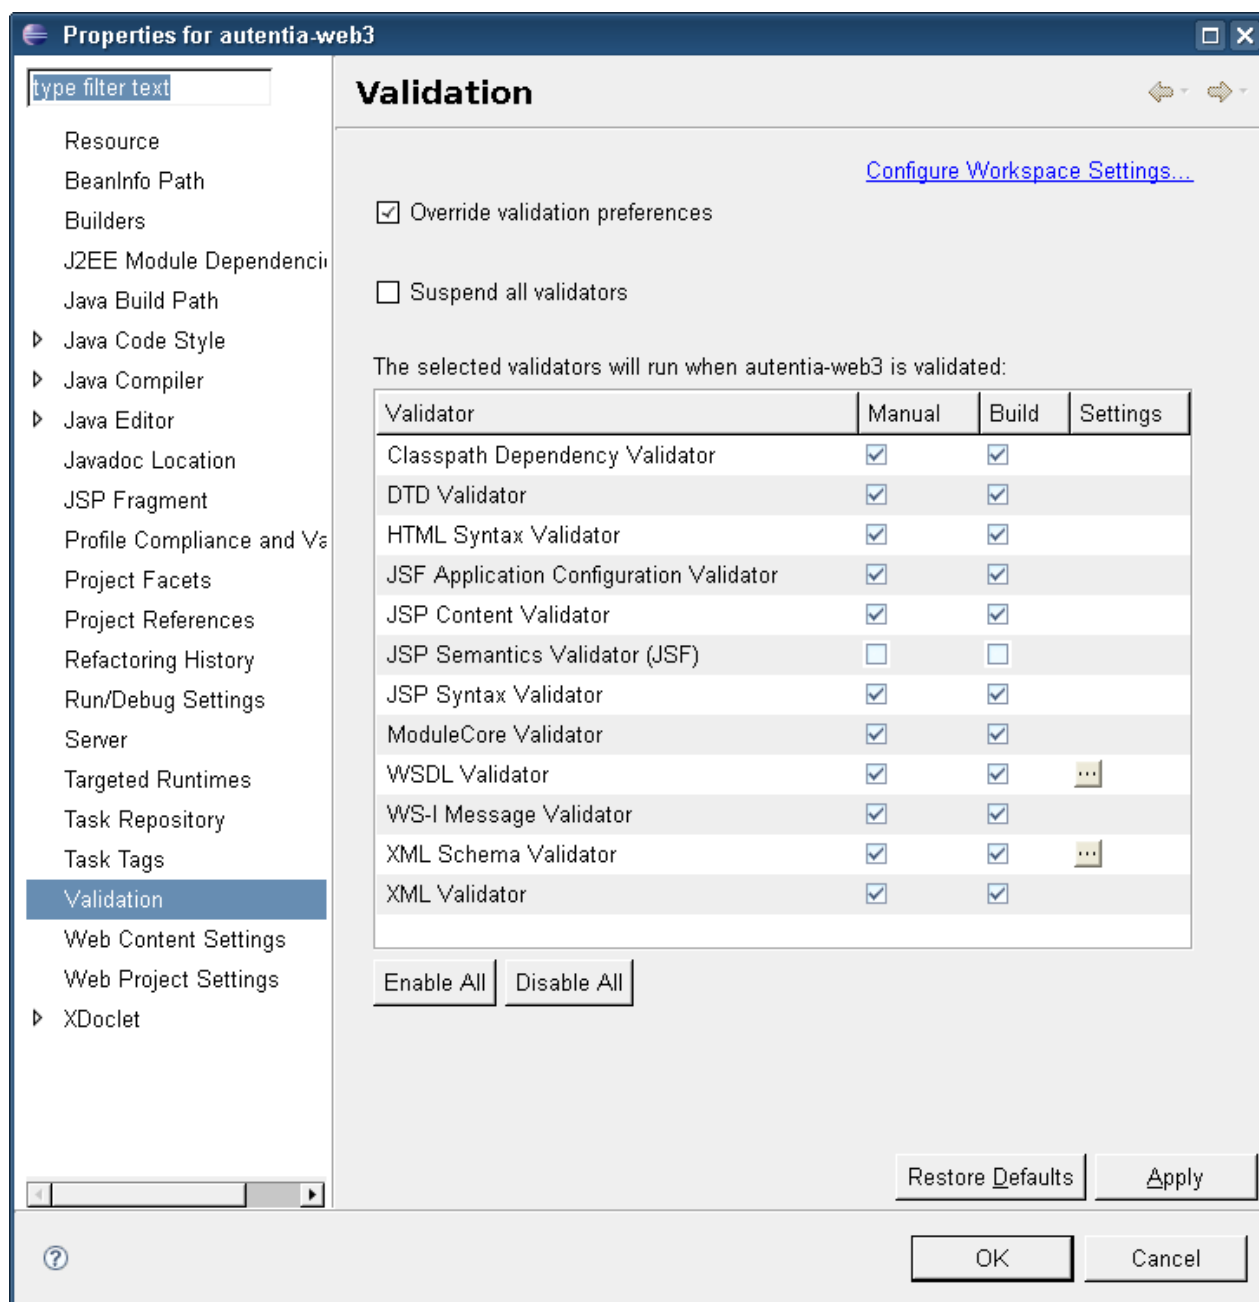 Properties for autentia-web3
type filter text
Resource
BeanInfo Path
Builders
J2EE Module Dependenci
Java Build Path
Java Code Style
Java Compiler
Java Editor
Javadoc Location
JSP Fragment
Profile Compliance and Va
Project Facets
Project References
Refactoring History
Run/Debug Settings
Server
Targeted Runtimes
Task Repository
Task Tags
Validation
Web Content Settings
Web Project Settings
XDoclet
Validation
Configure Workspace Settings...
Override validation preferences
Suspend all validators
The selected validators will run when autentia-web3 is validated:
Validator Manual Build Settings
Classpath Dependency Validator
DTD Validator
HTML Syntax Validator
JSF Application Configuration Validator
JSP Content Validator
JSP Semantics Validator (JSF)
JSP Syntax Validator
ModuleCore Validator
WSDL Validator ...
WS-I Message Validator
XML Schema Validator ...
XML Validator
Enable All Disable All
Restore Defaults Apply
? OK Cancel